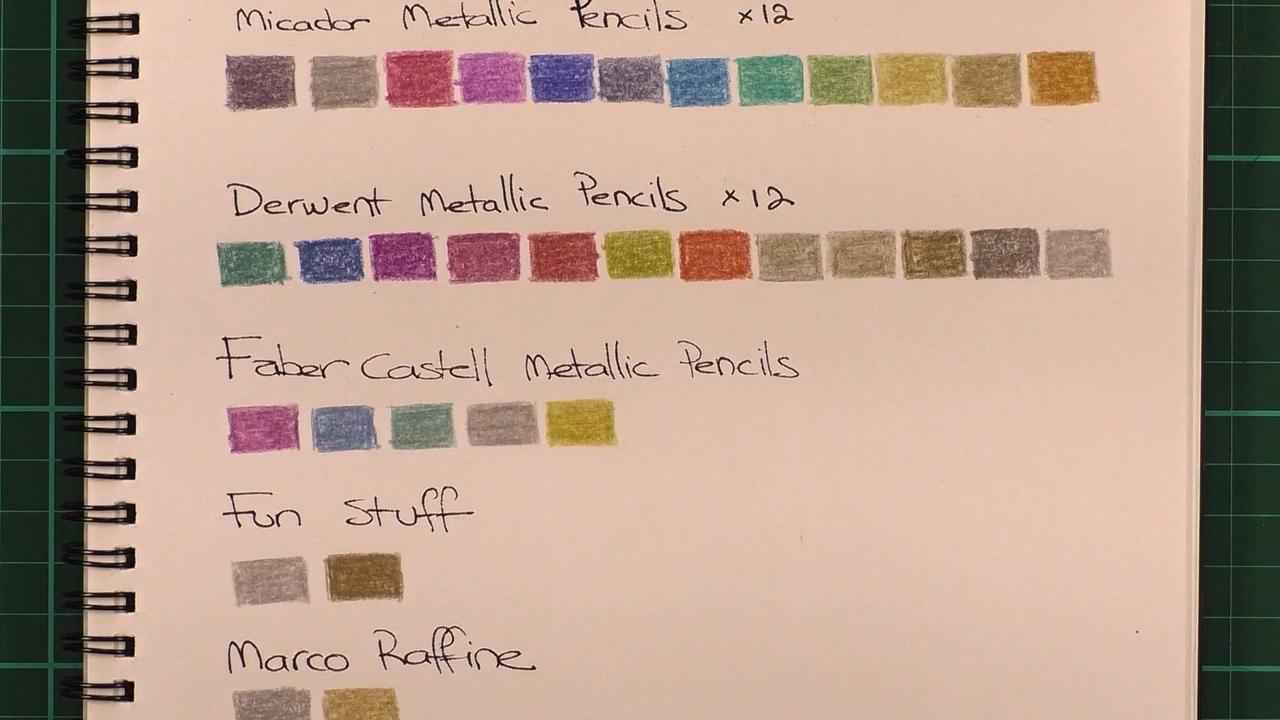 Micador Metallic Pencils x12
Derwent Metallic Pencils x12
Faber Castell Metallic Pencils
Fun Stuff
Marco Raffine